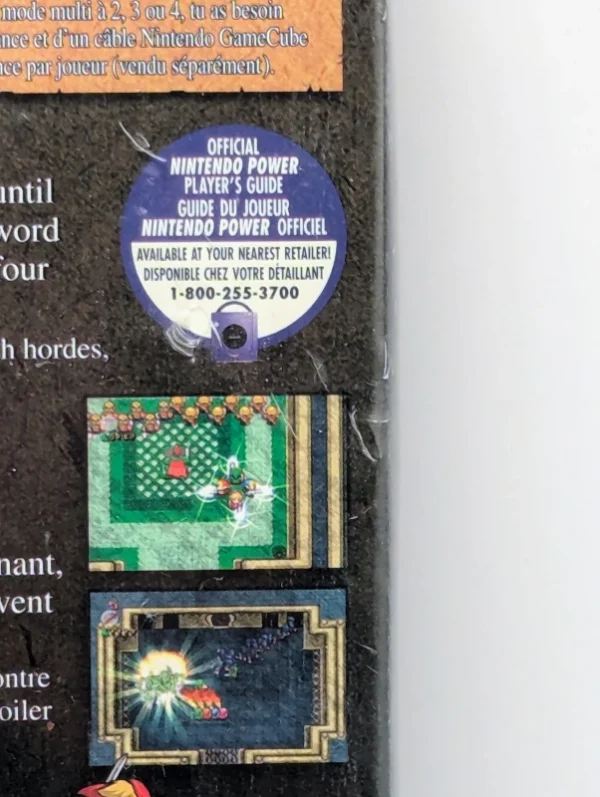 mode multi à 2, 3 ou 4, tu as besoin
nce et d'un câble Nintendo GameCube
nce par joueur (vendu séparément).
OFFICIAL
NINTENDO POWER
PLAYER'S GUIDE
GUIDE DU JOUEUR
NINTENDO POWER OFFICIEL
AVAILABLE AT YOUR NEAREST RETAILER!
DISPONIBLE CHEZ VOTRE DÉTAILLANT
1-800-255-3700
until
word
four
h hordes,
nant,
vent
ontre
oiler